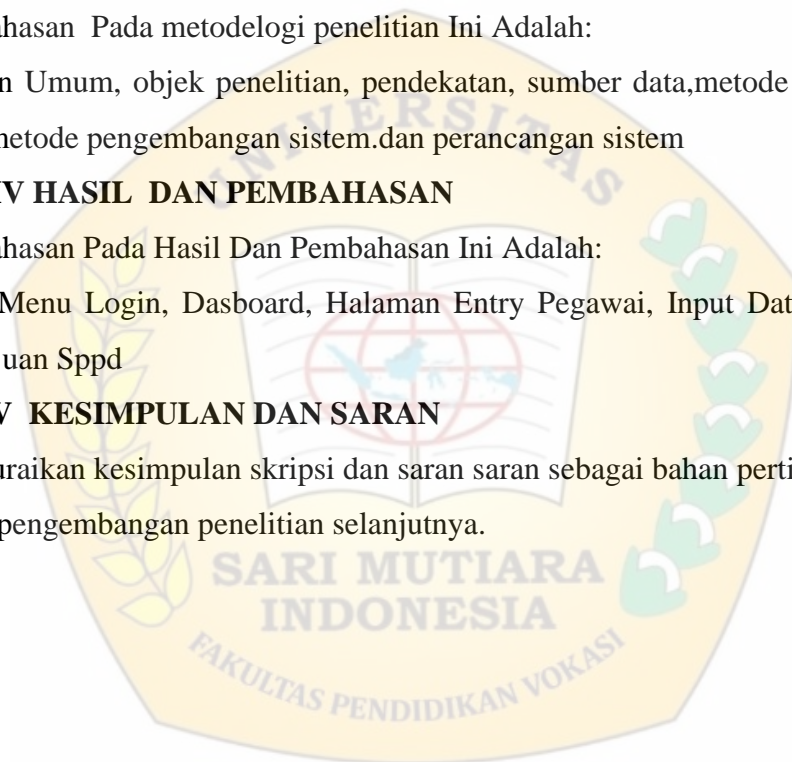 ahasan Pada metodelogi penelitian Ini Adalah:
n Umum, objek penelitian, pendekatan, sumber data,metode
netode pengembangan sistem.dan perancangan sistem
IV HASIL DAN PEMBAHASAN
ahasan Pada Hasil Dan Pembahasan Ini Adalah:
Menu Login, Dasboard, Halaman Entry Pegawai, Input Dat
uan Sppd
V KESIMPULAN DAN SARAN
uraikan kesimpulan skripsi dan saran saran sebagai bahan perti
pengembangan penelitian selanjutnya.
UNIVERSITAS
SARI MUTIARA
INDONESIA
FAKULTAS PENDIDIKAN VOKASI